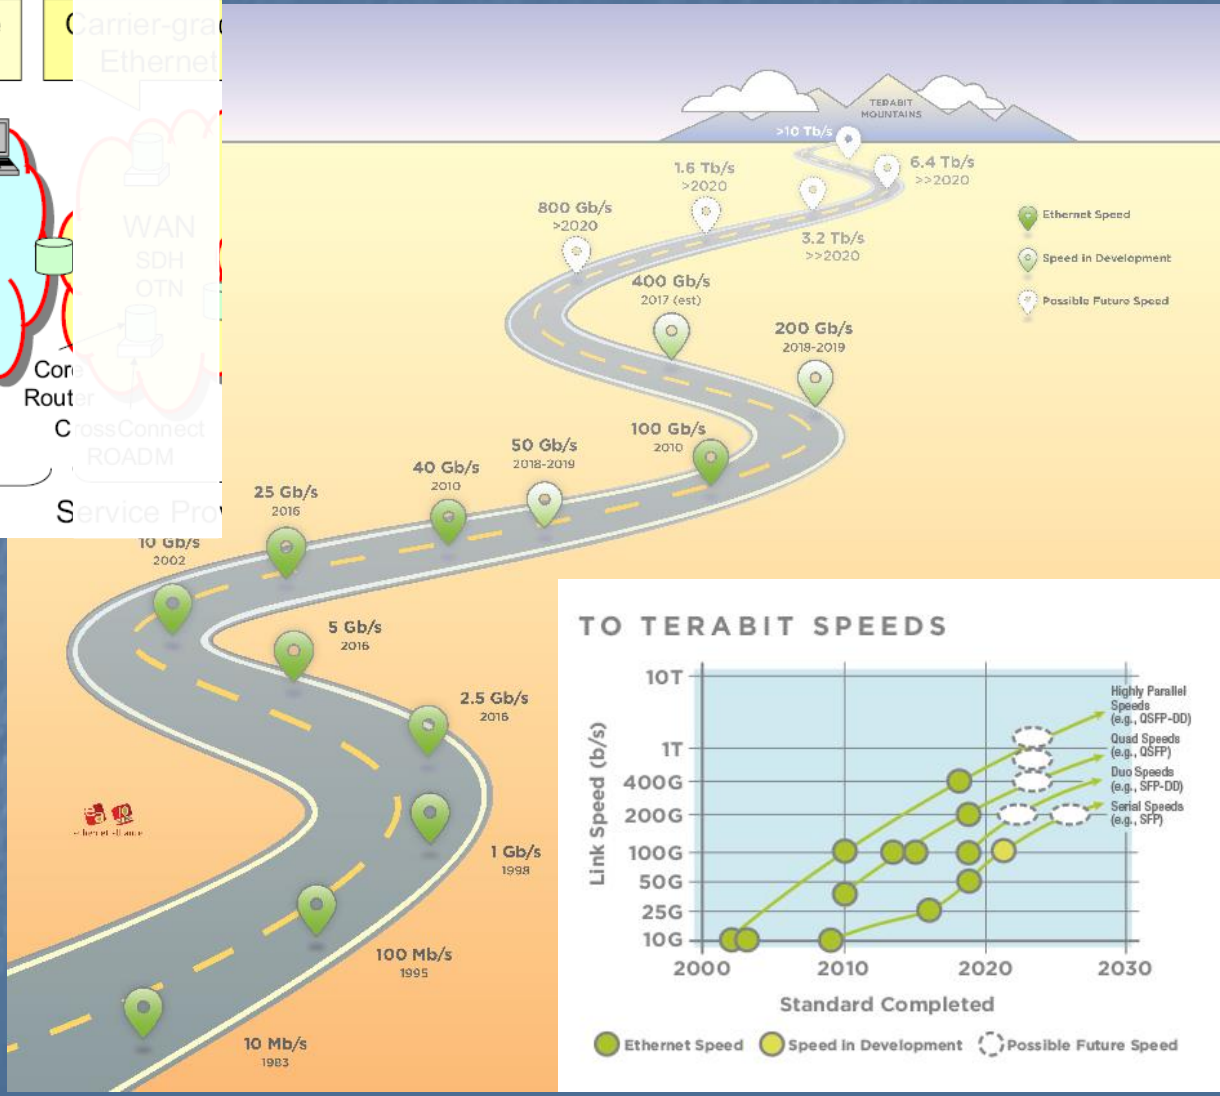 Carrier-grad
Ethernet
WAN
SDH
OTN
Core
Router
CrossConnect
ROADM
Service Prov
TERABIT
MOUNTAINS
>10 Tb/s
6.4 Tb/s
>>2020
1.6 Tb/s
>2020
3.2 Tb/s
>>2020
800 Gb/s
>2020
400 Gb/s
2017 (est)
200 Gb/s
2018-2019
Ethernet Speed
Speed in Development
Possible Future Speed
100 Gb/s
2010
50 Gb/s
2018-2019
40 Gb/s
2010
25 Gb/s
2016
10 Gb/s
2002
5 Gb/s
2016
2.5 Gb/s
2016
1 Gb/s
1998
100 Mb/s
1995
10 Mb/s
1983
TO TERABIT SPEEDS
Link Speed (b/s)
10T
1T
400G
200G
100G
50G
25G
10G
2000 2010 2020 2030
Standard Completed
Highly Parallel
Speeds
(e.g., QSFP-DD)
Quad Speeds
(e.g., QSFP)
Duo Speeds
(e.g., SFP-DD)
Serial Speeds
(e.g., SFP)
Ethernet Speed Speed in Development Possible Future Speed